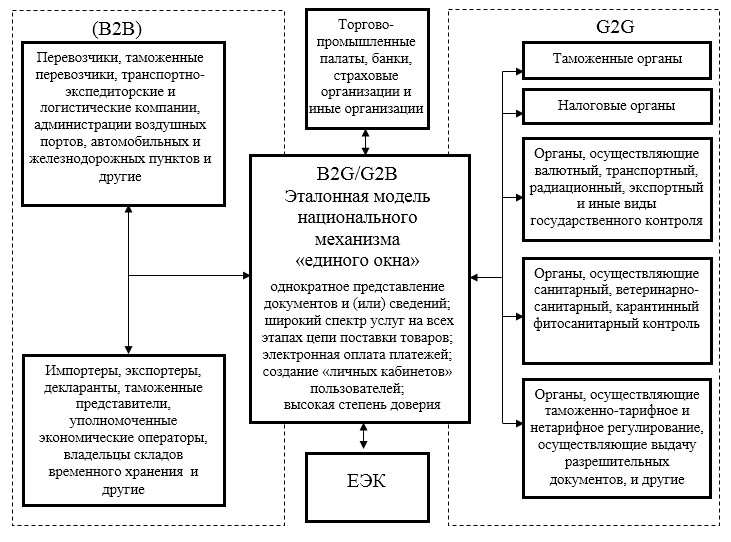 (B2B)
Перевозчики, таможенные
перевозчики, транспортно-
экспедиторские и
логистические компании,
администрации воздушных
портов, автомобильных и
железнодорожных пунктов и
другие
Импортеры, экспортеры,
декларанты, таможенные
представители,
уполномоченные
экономические операторы,
владельцы складов
временного хранения и
другие
Торгово-
промышленные
палаты, банки,
страховые
организации и
иные организации
B2G/G2B
Эталонная модель
национального
механизма
«единого окна»
однократное представление
документов и (или) сведений;
широкий спектр услуг на всех
этапах цепи поставки товаров;
электронная оплата платежей;
создание «личных кабинетов»
пользователей;
высокая степень доверия
ЕЭК
G2G
Таможенные органы
Налоговые органы
Органы, осуществляющие
валютный, транспортный,
радиационный, экспортный
и иные виды
государственного контроля
Органы, осуществляющие
санитарный, ветеринарно-
санитарный, карантинный
фитосанитарный контроль
Органы, осуществляющие
таможенно-тарифное и
нетарифное регулирование,
осуществляющие выдачу
разрешительных
документов, и другие